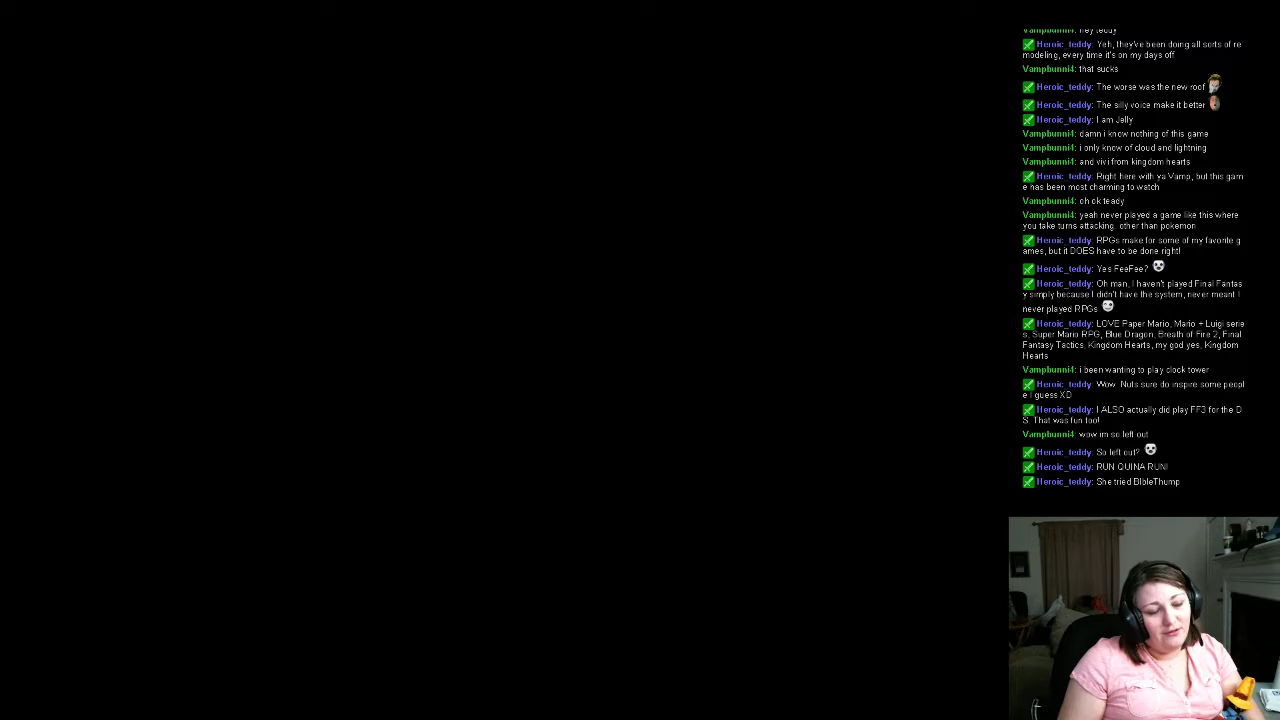 Vampbunni4: hey teddy
Heroic_teddy: Yeh, they've been doing all sorts of re
modeling, every time it's on my days off
Vampbunni4: that sucks
Heroic_teddy: The worse was the new roof
Heroic_teddy: The silly voice make it better
Heroic_teddy: I am Jelly
Vampbunni4: damn i know nothing of this game
Vampbunni4: i only know of cloud and lightning
Vampbunni4: and vivi from kingdom hearts
Heroic_teddy: Right here with ya Vamp, but this gam
e has been most charming to watch
Vampbunni4: oh ok teady
Vampbunni4: yeah never played a game like this where
you take turns attacking, other than pokemon
Heroic_teddy: RPGs make for some of my favorite g
ames, but it DOES have to be done right!
Heroic_teddy: Yes FeeFee?
Heroic_teddy: Oh man, I haven't played Final Fantas
y simply because I didn't have the system, never meant I
never played RPGs
Heroic_teddy: LOVE Paper Mario, Mario + Luigi serie
s, Super Mario RPG, Blue Dragon, Breath of Fire 2, Final
Fantasy Tactics, Kingdom Hearts, my god yes, Kingdom
Hearts
Vampbunni4: i been wanting to play clock tower
Heroic_teddy: Wow. Nuts sure do inspire some peopl
e I guess XD
Heroic_teddy: I ALSO actually did play FF3 for the D
S. That was fun too!
Vampbunni4: wow im so left out
Heroic_teddy: So left out?
Heroic_teddy: RUN QUINA RUN!
Heroic_teddy: She tried BIbleThump